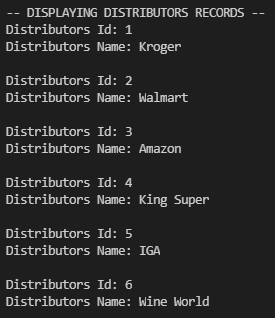 -- DISPLAYING DISTRIBUTORS RECORDS --
Distributors Id: 1
Distributors Name: Kroger
Distributors Id: 2
Distributors Name: Walmart
Distributors Id: 3
Distributors Name: Amazon
Distributors Id: 4
Distributors Name: King Super
Distributors Id: 5
Distributors Name: IGA
Distributors Id: 6
Distributors Name: Wine World